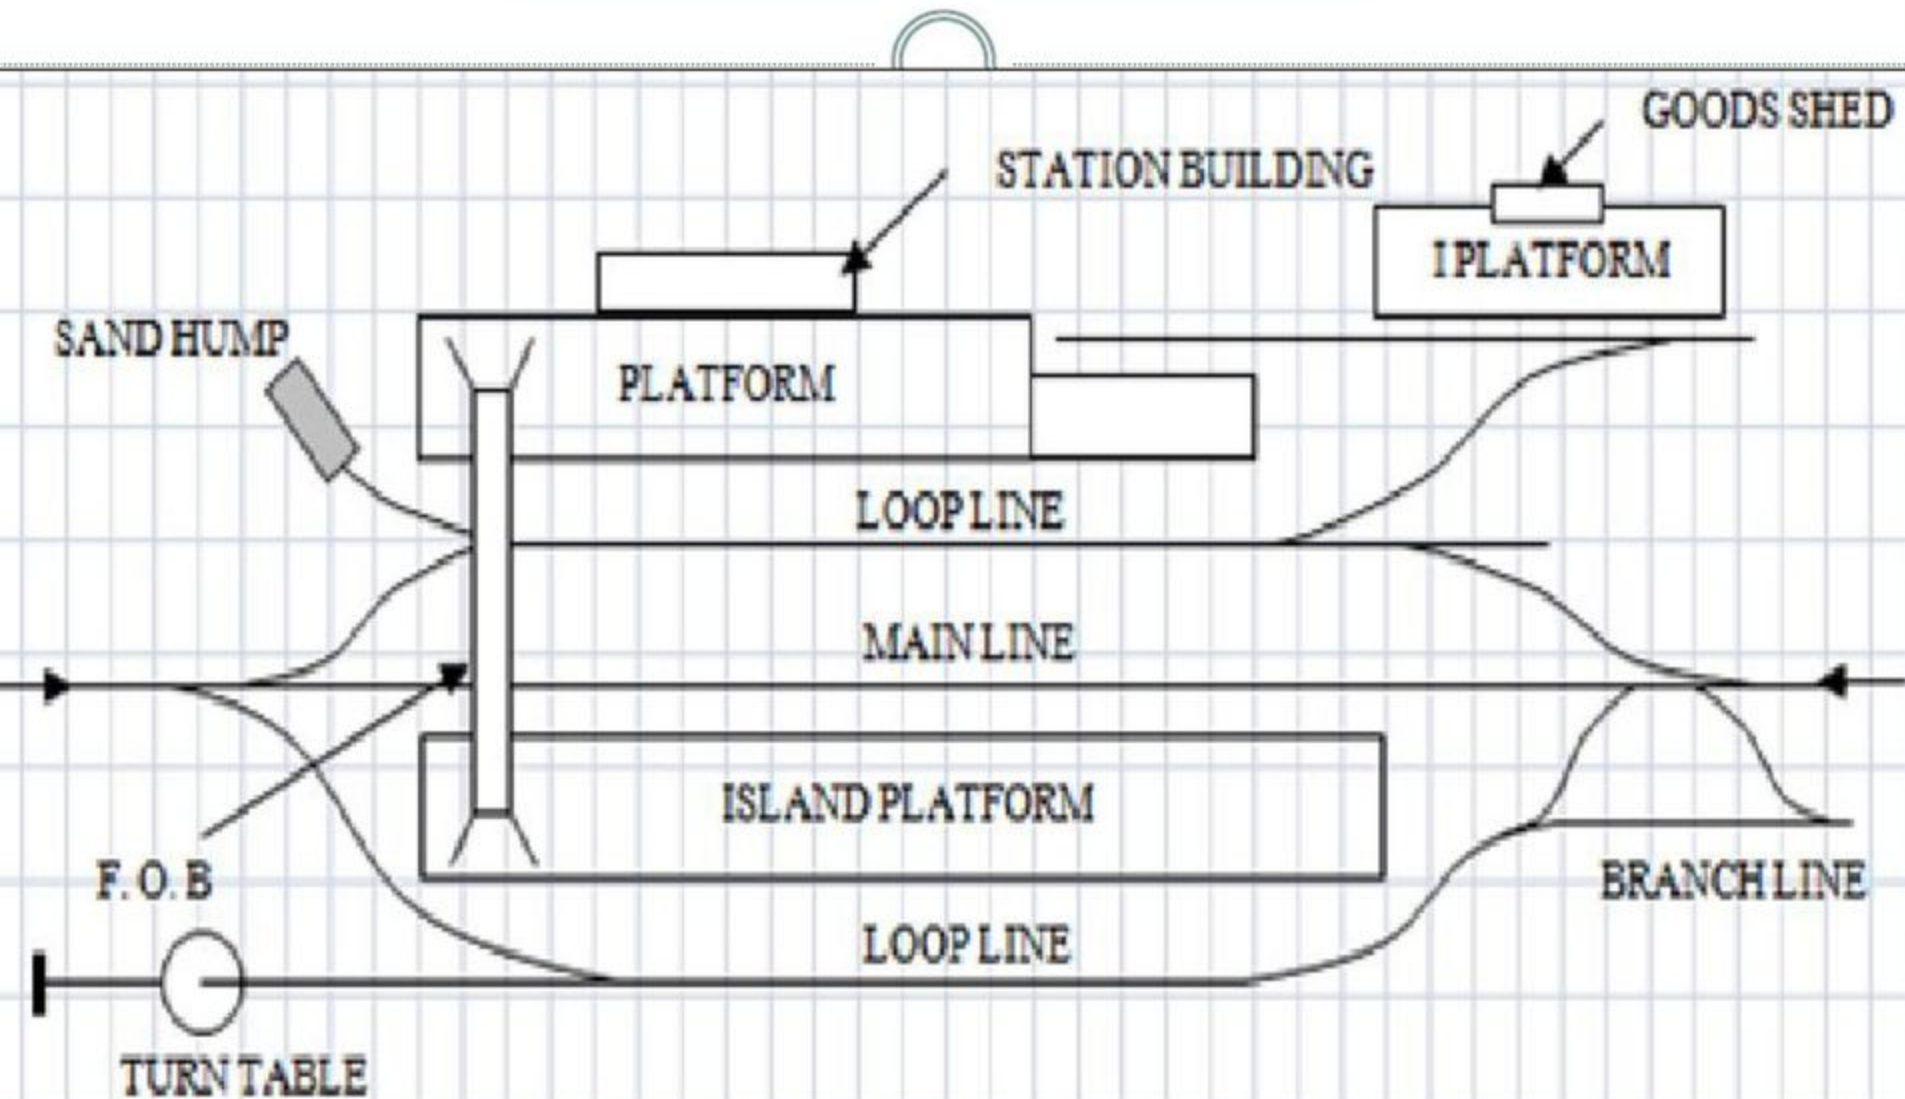 GOODS SHED
STATION BUILDING
I PLATFORM
SAND HUMP
PLATFORM
LOOP LINE
MAIN LINE
ISLAND PLATFORM
F. O. B
BRANCH LINE
LOOP LINE
TURN TABLE